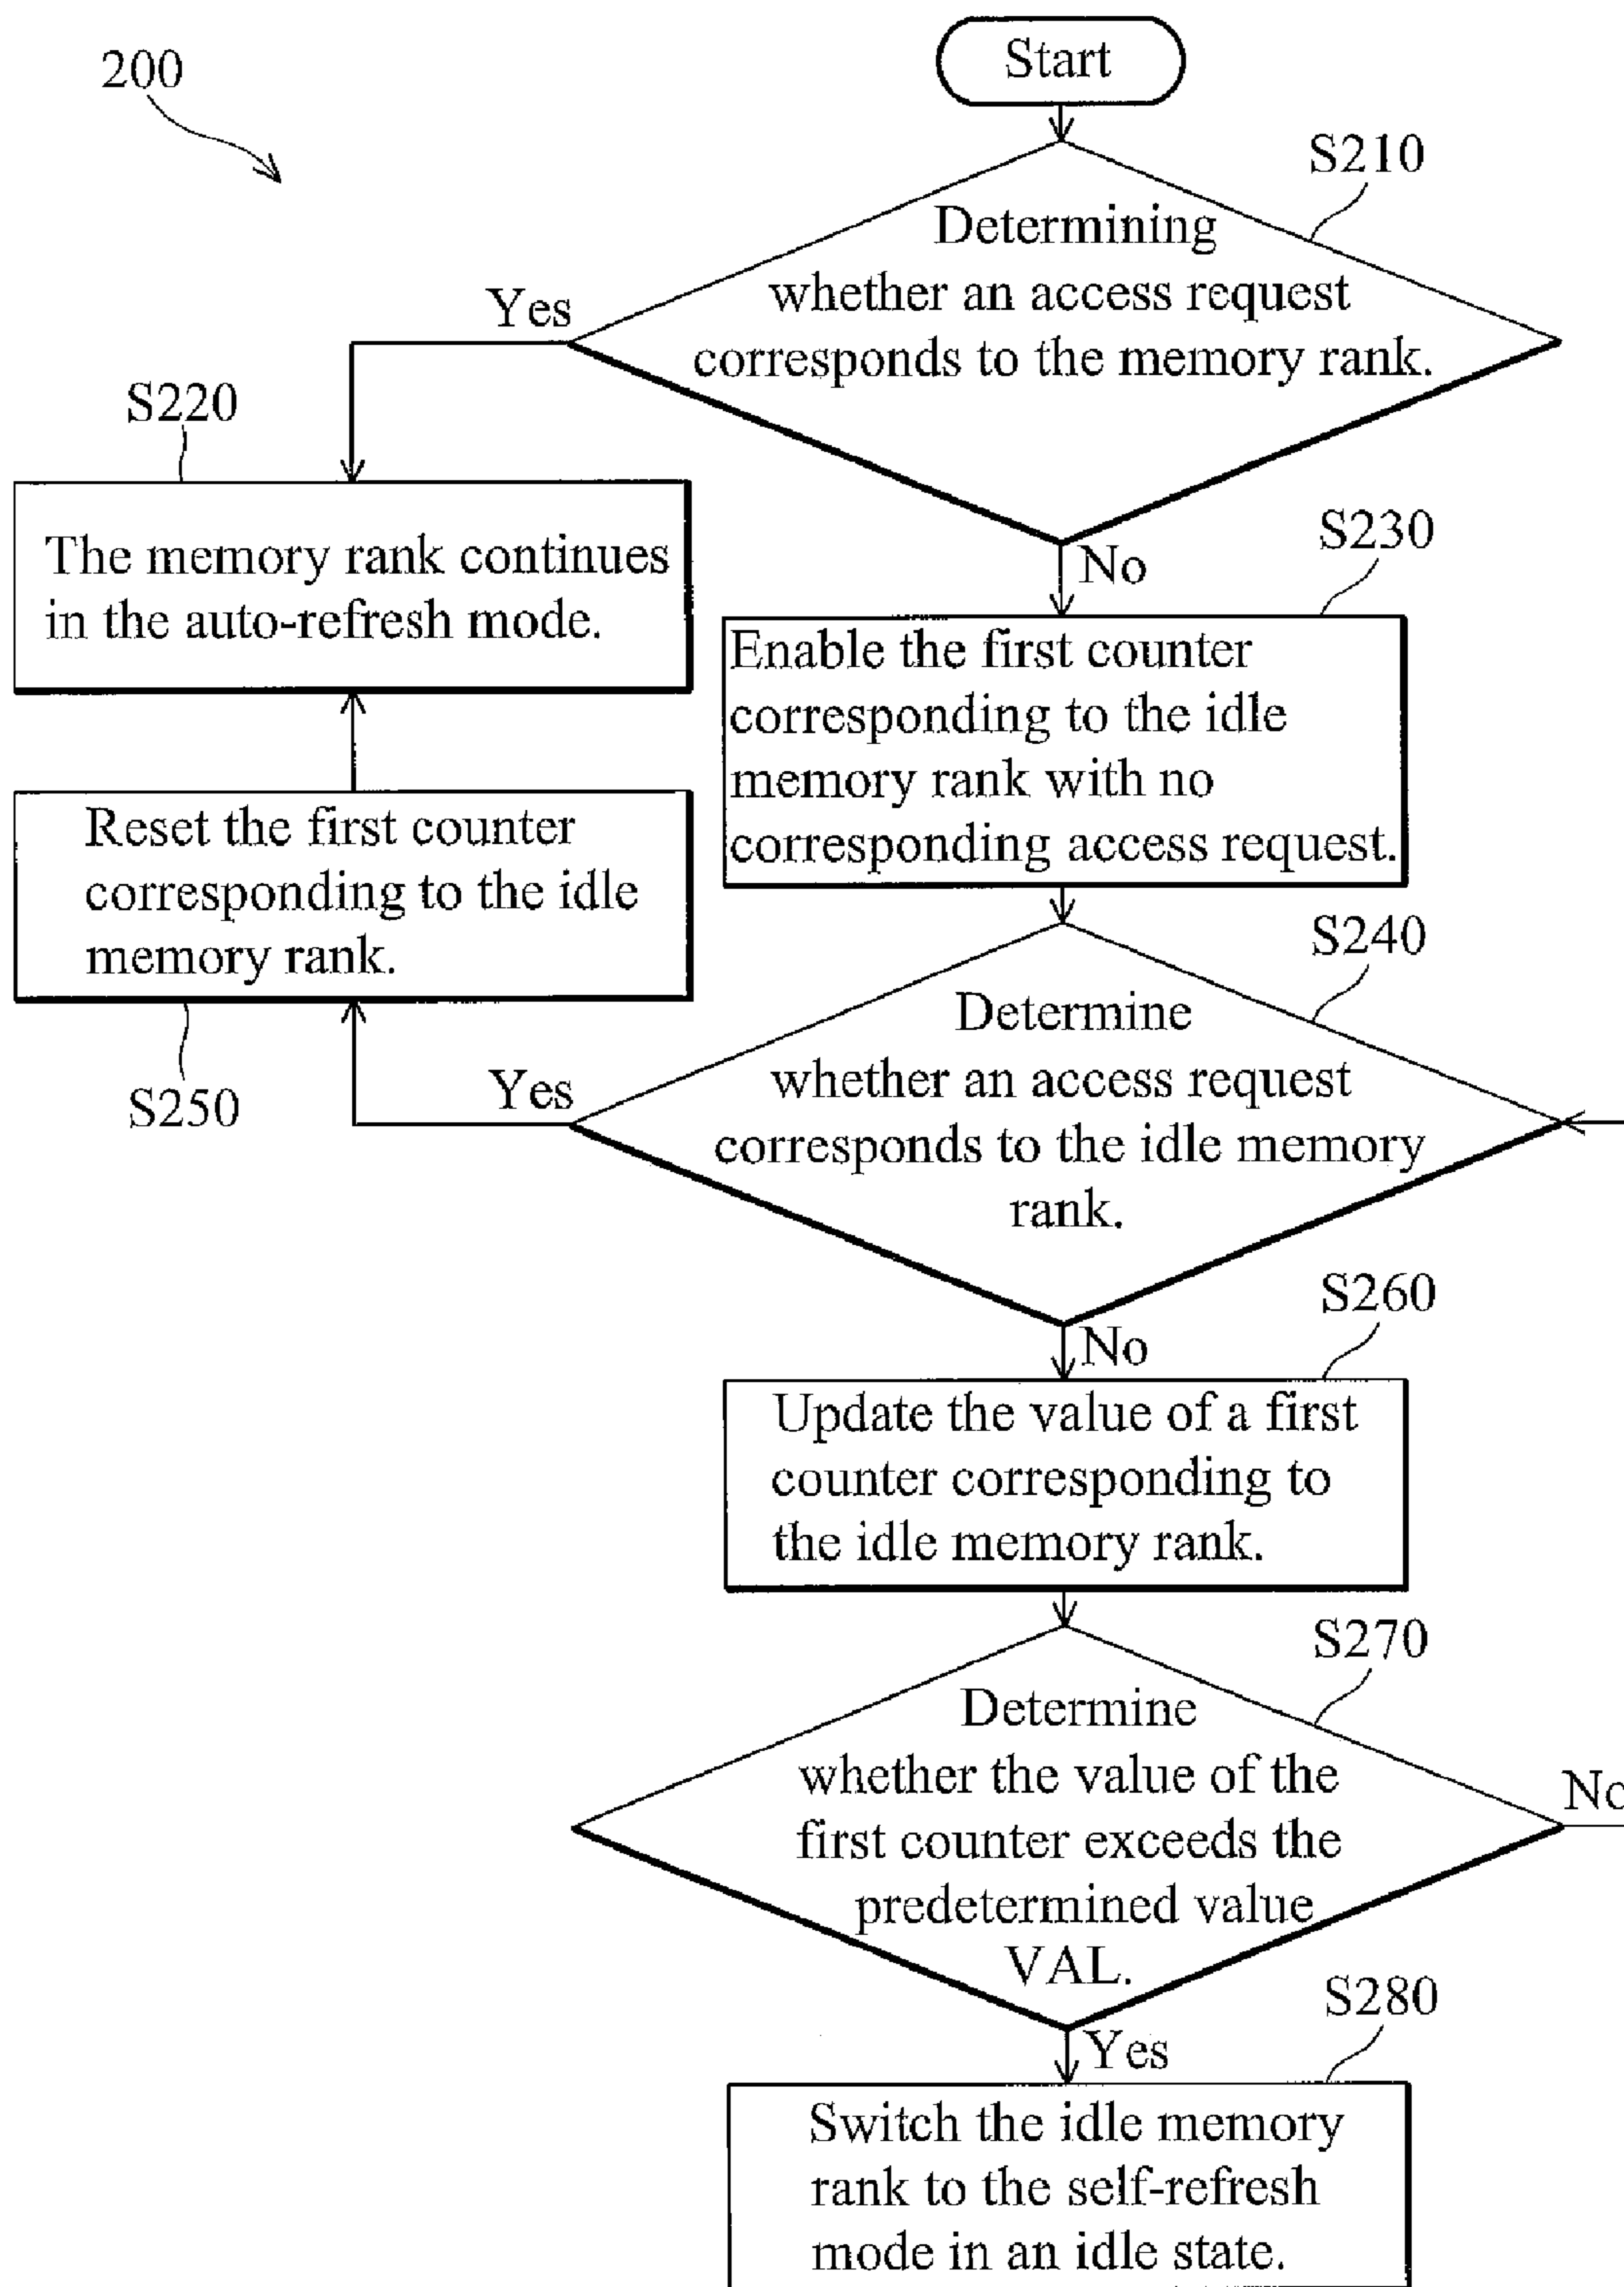 200
Start
S210
Determining
whether an access request
corresponds to the memory rank.
Yes
No
S220
The memory rank continues
in the auto-refresh mode.
S230
Enable the first counter
corresponding to the idle
memory rank with no
corresponding access request.
Reset the first counter
corresponding to the idle
memory rank.
S250
S240
Determine
whether an access request
corresponds to the idle memory
rank.
Yes
No
S260
Update the value of a first
counter corresponding to
the idle memory rank.
S270
Determine
whether the value of the
first counter exceeds the
predetermined value
VAL.
No
Yes
S280
Switch the idle memory
rank to the self-refresh
mode in an idle state.